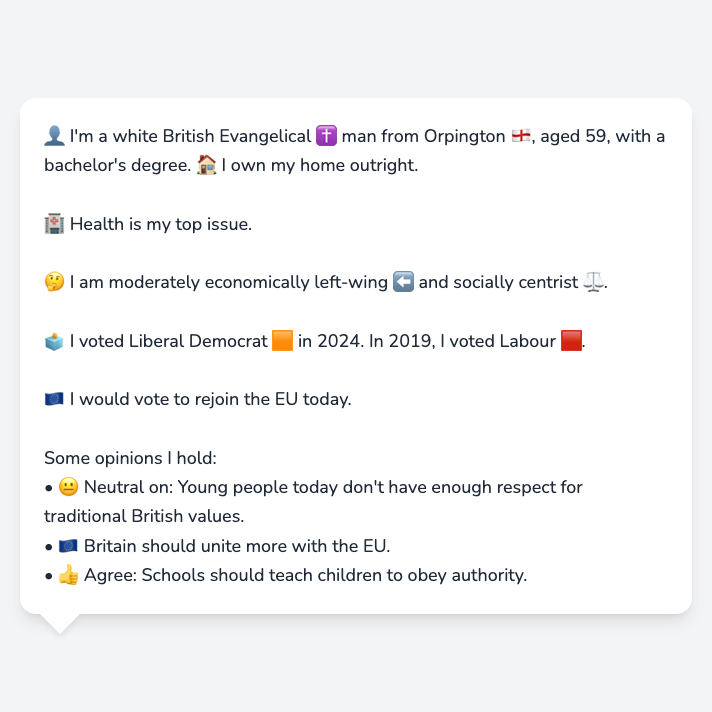 👤 I'm a white British Evangelical ✝️ man from Orpington 🏴󠁧󠁢󠁥󠁮󠁧󠁿, aged 59, with a
bachelor's degree. 🏠 I own my home outright.
🏥 Health is my top issue.
🤔 I am moderately economically left-wing ⬅️ and socially centrist ⚖️.
🗳️ I voted Liberal Democrat 🟧 in 2024. In 2019, I voted Labour 🟥.
🇪🇺 I would vote to rejoin the EU today.
Some opinions I hold:
• 😐 Neutral on: Young people today don't have enough respect for
traditional British values.
• 🇪🇺 Britain should unite more with the EU.
• 👍 Agree: Schools should teach children to obey authority.